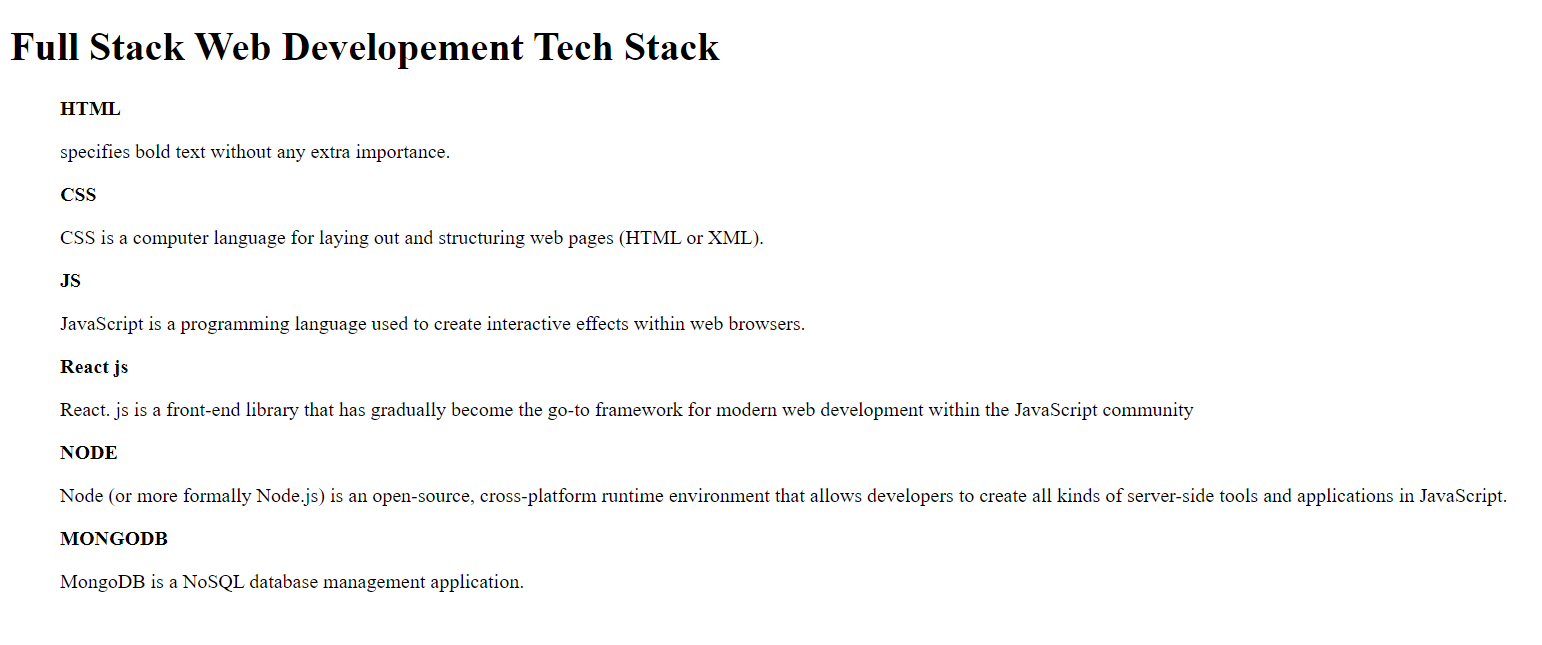 Full Stack Web Developement Tech Stack
HTML
specifies bold text without any extra importance.
CSS
CSS is a computer language for laying out and structuring web pages (HTML or XML).
JS
JavaScript is a programming language used to create interactive effects within web browsers.
React js
React. js is a front-end library that has gradually become the go-to framework for modern web development within the JavaScript community
NODE
Node (or more formally Node.js) is an open-source, cross-platform runtime environment that allows developers to create all kinds of server-side tools and applications in JavaScript.
MONGODB
MongoDB is a NoSQL database management application.